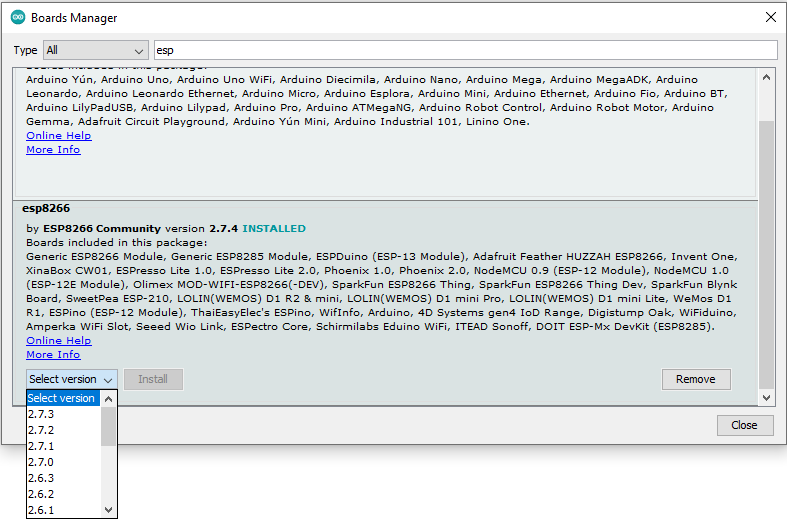 Boards Manager
Type All esp
Boards included in this package:
Arduino Yún, Arduino Uno, Arduino Uno WiFi, Arduino Diecimila, Arduino Nano, Arduino Mega, Arduino MegaADK, Arduino
Leonardo, Arduino Leonardo Ethernet, Arduino Micro, Arduino Esplora, Arduino Mini, Arduino Ethernet, Arduino Fio, Arduino BT,
Arduino LilyPadUSB, Arduino Lilypad, Arduino Pro, Arduino ATMegaNG, Arduino Robot Control, Arduino Robot Motor, Arduino
Gemma, Adafruit Circuit Playground, Arduino Yún Mini, Arduino Industrial 101, Linino One.
Online Help
More Info
esp8266
by ESP8266 Community version 2.7.4 INSTALLED
Boards included in this package:
Generic ESP8266 Module, Generic ESP8285 Module, ESPDuino (ESP-13 Module), Adafruit Feather HUZZAH ESP8266, Invent One,
XinaBox CW01, ESPresso Lite 1.0, ESPresso Lite 2.0, Phoenix 1.0, Phoenix 2.0, NodeMCU 0.9 (ESP-12 Module), NodeMCU 1.0
(ESP-12E Module), Olimex MOD-WIFI-ESP8266(-DEV), SparkFun ESP8266 Thing, SparkFun ESP8266 Thing Dev, SparkFun Blynk
Board, SweetPea ESP-210, LOLIN(WEMOS) D1 R2 & mini, LOLIN(WEMOS) D1 mini Pro, LOLIN(WEMOS) D1 mini Lite, WeMos D1
R1, ESPino (ESP-12 Module), ThaiEasyElec's ESPino, WifInfo, Arduino, 4D Systems gen4 IoD Range, Digistump Oak, WiFiduino,
Amperka WiFi Slot, Seeed Wio Link, ESPectro Core, Schirmilabs Eduino WiFi, ITEAD Sonoff, DOIT ESP-Mx DevKit (ESP8285).
Online Help
More Info
Select version Install Remove
Select version
2.7.3
2.7.2
2.7.1
2.7.0
2.6.3
2.6.2
2.6.1
Close